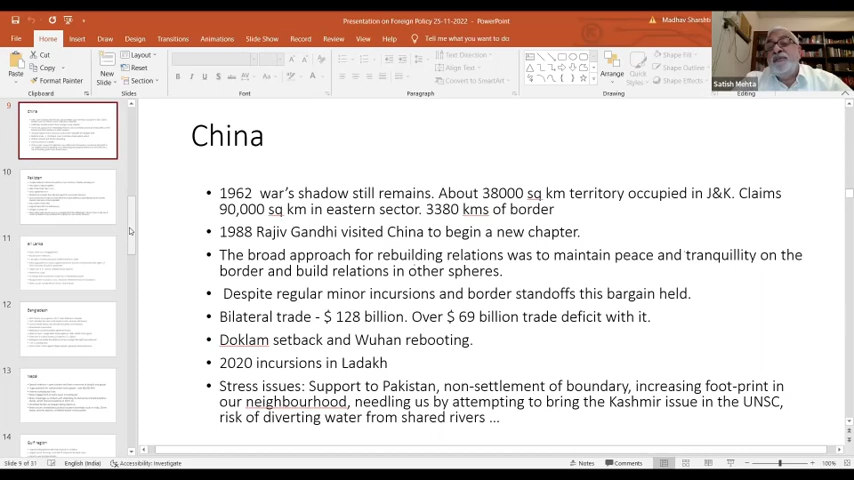 Presentation on Foreign Policy 25-11-2022 - PowerPoint
Madhav Sharshti
File Home Insert Draw Design Transitions Animations Slide Show Record Review View Help Tell me what you want to do
Cut
Copy
Format Painter
Paste
Clipboard
New Slide
Layout
Reset
Section
Slides
Font
Paragraph
Text Direction
Align Text
Convert to SmartArt
Arrange
Quick Styles
Shape Fill
Shape Outline
Shape Effects
Drawing
Editing
Satish Mehta
9
China
10
Pakistan
11
Sri Lanka
12
Bangladesh
13
Nepal
14
Gulf region
China
• 1962 war's shadow still remains. About 38000 sq km territory occupied in J&K. Claims
90,000 sq km in eastern sector. 3380 kms of border
• 1988 Rajiv Gandhi visited China to begin a new chapter.
• The broad approach for rebuilding relations was to maintain peace and tranquillity on the
border and build relations in other spheres.
• Despite regular minor incursions and border standoffs this bargain held.
• Bilateral trade - $ 128 billion. Over $ 69 billion trade deficit with it.
• Doklam setback and Wuhan rebooting.
• 2020 incursions in Ladakh
• Stress issues: Support to Pakistan, non-settlement of boundary, increasing foot-print in
our neighbourhood, needling us by attempting to bring the Kashmir issue in the UNSC,
risk of diverting water from shared rivers ...
Slide 9 of 31 English (India) Accessibility: Investigate Notes Comments 100%